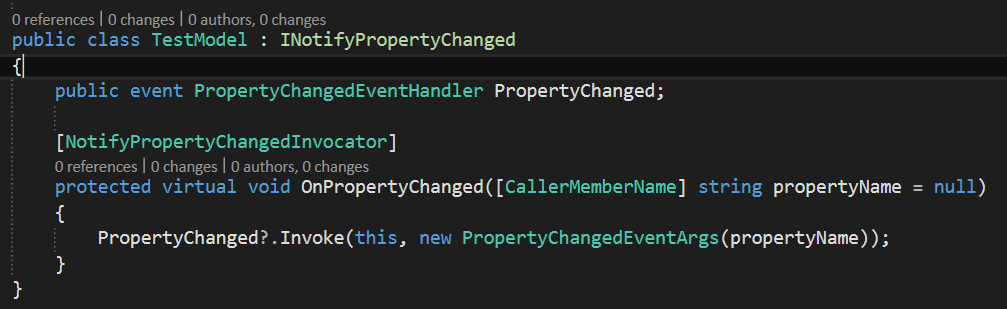 0 references | 0 changes | 0 authors, 0 changes
public class TestModel : INotifyPropertyChanged
{
public event PropertyChangedEventHandler PropertyChanged;
[NotifyPropertyChangedInvocator]
0 references | 0 changes | 0 authors, 0 changes
protected virtual void OnPropertyChanged([CallerMemberName] string propertyName = null)
{
PropertyChanged?.Invoke(this, new PropertyChangedEventArgs(propertyName));
}
}